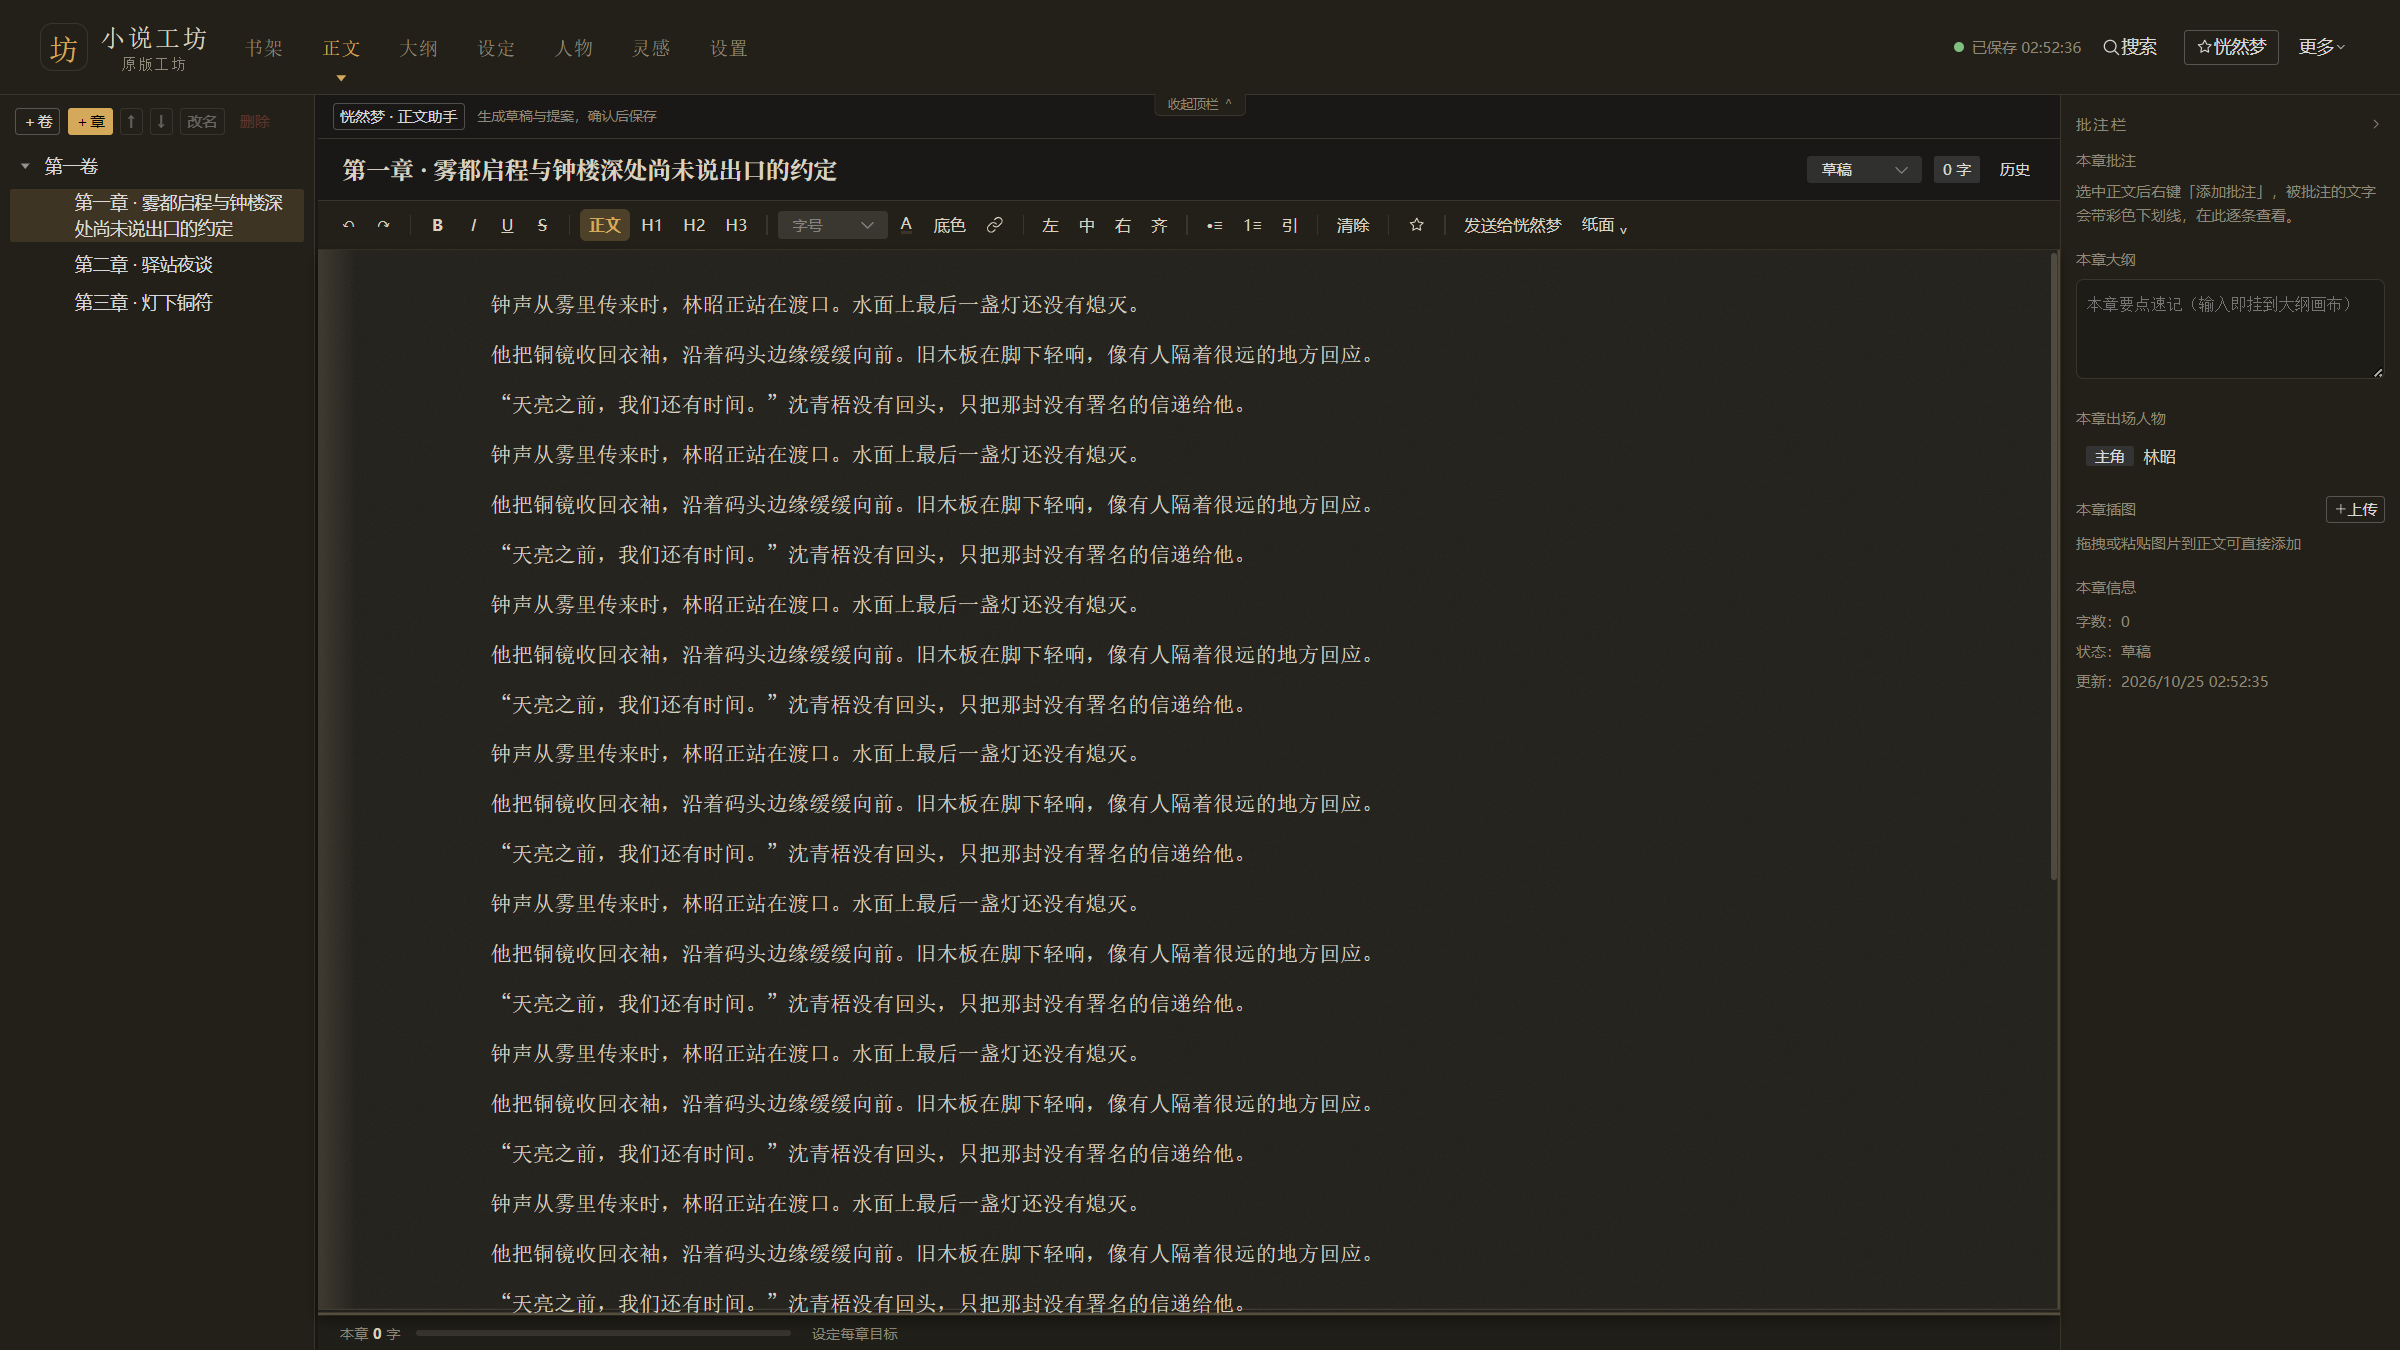 坊 小说工坊
原版工坊
书架 正文 大纲 设定 人物 灵感 设置
已保存 02:52:36 搜索 恍然梦 更多
+卷 +章 ↑ ↓ 改名 删除
第一卷
第一章 · 雾都启程与钟楼深
处尚未说出口的约定
第二章 · 驿站夜谈
第三章 · 灯下铜符
恍然梦 · 正文助手 生成草稿与提案，确认后保存
收起顶栏 ^
第一章 · 雾都启程与钟楼深处尚未说出口的约定
草稿 0 字 历史
B I U S 正文 H1 H2 H3 字号 A 底色 左 中 右 齐 •≡ 1≡ 引 清除 ☆ 发送给恍然梦 纸面
钟声从雾里传来时，林昭正站在渡口。水面上最后一盏灯还没有熄灭。
他把铜镜收回衣袖，沿着码头边缘缓缓向前。旧木板在脚下轻响，像有人隔着很远的地方回应。
“天亮之前，我们还有时间。”沈青梧没有回头，只把那封没有署名的信递给他。
钟声从雾里传来时，林昭正站在渡口。水面上最后一盏灯还没有熄灭。
他把铜镜收回衣袖，沿着码头边缘缓缓向前。旧木板在脚下轻响，像有人隔着很远的地方回应。
“天亮之前，我们还有时间。”沈青梧没有回头，只把那封没有署名的信递给他。
钟声从雾里传来时，林昭正站在渡口。水面上最后一盏灯还没有熄灭。
他把铜镜收回衣袖，沿着码头边缘缓缓向前。旧木板在脚下轻响，像有人隔着很远的地方回应。
“天亮之前，我们还有时间。”沈青梧没有回头，只把那封没有署名的信递给他。
钟声从雾里传来时，林昭正站在渡口。水面上最后一盏灯还没有熄灭。
他把铜镜收回衣袖，沿着码头边缘缓缓向前。旧木板在脚下轻响，像有人隔着很远的地方回应。
“天亮之前，我们还有时间。”沈青梧没有回头，只把那封没有署名的信递给他。
钟声从雾里传来时，林昭正站在渡口。水面上最后一盏灯还没有熄灭。
他把铜镜收回衣袖，沿着码头边缘缓缓向前。旧木板在脚下轻响，像有人隔着很远的地方回应。
“天亮之前，我们还有时间。”沈青梧没有回头，只把那封没有署名的信递给他。
钟声从雾里传来时，林昭正站在渡口。水面上最后一盏灯还没有熄灭。
他把铜镜收回衣袖，沿着码头边缘缓缓向前。旧木板在脚下轻响，像有人隔着很远的地方回应。
“天亮之前，我们还有时间。”沈青梧没有回头，只把那封没有署名的信递给他。
钟声从雾里传来时，林昭正站在渡口。水面上最后一盏灯还没有熄灭。
他把铜镜收回衣袖，沿着码头边缘缓缓向前。旧木板在脚下轻响，像有人隔着很远的地方回应。
“天亮之前，我们还有时间。”沈青梧没有回头，只把那封没有署名的信递给他。
本章 0 字 设定每章目标
批注栏
本章批注
选中正文后右键「添加批注」，被批注的文字
会带彩色下划线，在此逐条查看。
本章大纲
本章要点速记（输入即挂到大纲画布）
本章出场人物
主角 林昭
本章插图 +上传
拖拽或粘贴图片到正文可直接添加
本章信息
字数：0
状态：草稿
更新：2026/10/25 02:52:35